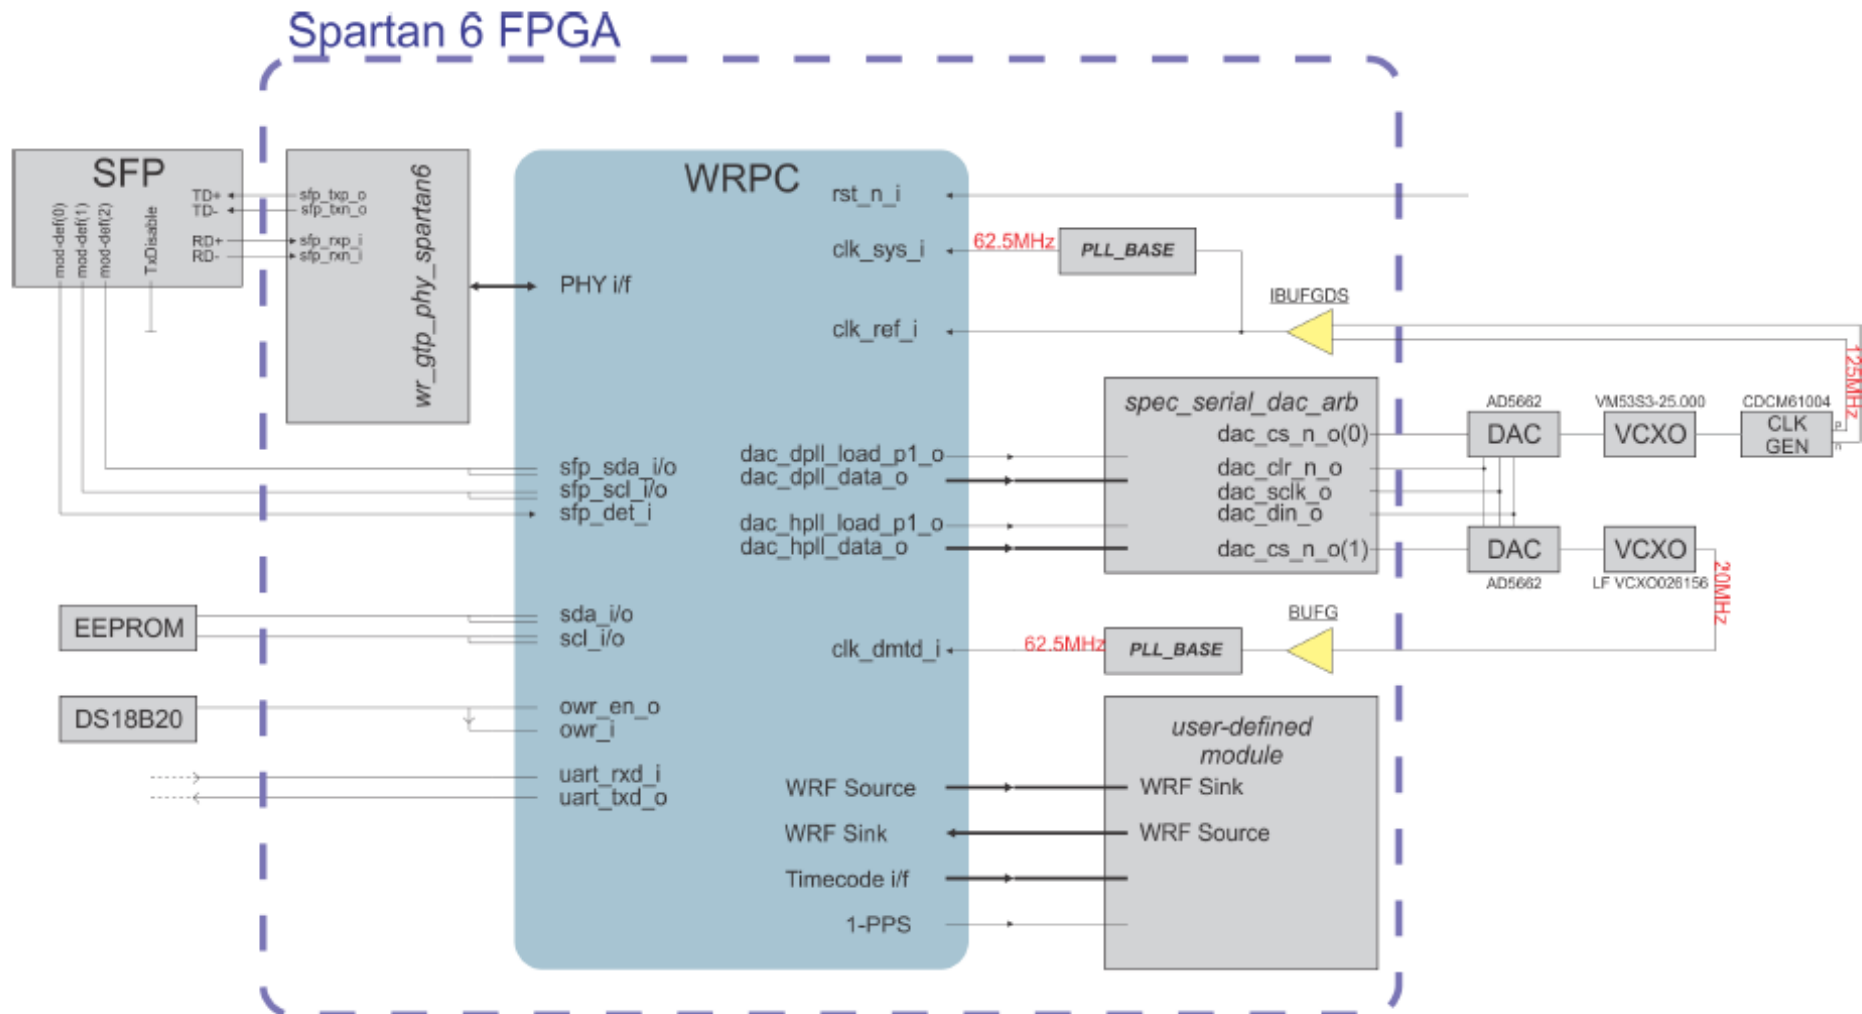 Spartan 6 FPGA
SFP
TD+
TD-
RD+
RD-
mod-def(0)
mod-def(1)
mod-def(2)
TxDisable
sfp_txp_o
sfp_txn_o
sfp_rxp_i
sfp_rxn_i
wr_gtp_phy_spartan6
WRPC
PHY i/f
sfp_sda_i/o
sfp_scl_i/o
sfp_det_i
sda_i/o
scl_i/o
owr_en_o
owr_i
uart_rxd_i
uart_txd_o
EEPROM
DS18B20
rst_n_i
clk_sys_i
clk_ref_i
dac_dpll_load_p1_o
dac_dpll_data_o
dac_hpll_load_p1_o
dac_hpll_data_o
clk_dmtd_i
WRF Source
WRF Sink
Timecode i/f
1-PPS
62.5MHz
PLL_BASE
IBUFGDS
spec_serial_dac_arb
dac_cs_n_o(0)
dac_clr_n_o
dac_sclk_o
dac_din_o
dac_cs_n_o(1)
62.5MHz
PLL_BASE
BUFG
user-defined
module
WRF Sink
WRF Source
AD5662
DAC
VM53S3-25.000
VCXO
CDCM61004
CLK
GEN
p
n
125MHz
DAC
AD5662
VCXO
LF VCXO026156
20MHz